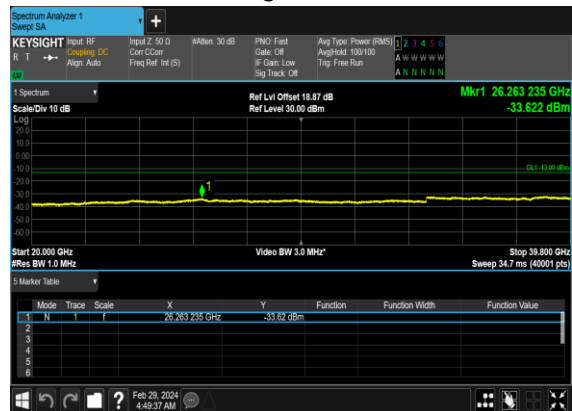 Spectrum Analyzer 1
Swept SA
+
KEYSIGHT Input: RF Input Z: 50 Ω #Atten: 30 dB PNO: Fast Avg Type: Power (RMS) 1 2 3 4 5 6
R T Coupling: DC Corr CCorr Gate: Off Avg|Hold: 100/100 A W W W W W
Align: Auto Freq Ref: Int (S) IF Gain: Low Trig: Free Run
LXI Sig Track: Off A N N N N N
1 Spectrum Ref Lvl Offset 18.87 dB Mkr1 26.263 235 GHz
Scale/Div 10 dB Ref Level 30.00 dBm -33.622 dBm
Log
20.0
10.0
0.00
-10.0 DL1 -13.00 dBm
-20.0
-30.0 1
-40.0
-50.0
-60.0
Start 20.000 GHz Video BW 3.0 MHz* Stop 39.800 GHz
#Res BW 1.0 MHz Sweep 34.7 ms (40001 pts)
5 Marker Table
Mode Trace Scale X Y Function Function Width Function Value
1 N 1 f 26.263 235 GHz -33.62 dBm
2
3
4
5
6
? Feb 29, 2024
4:49:37 AM